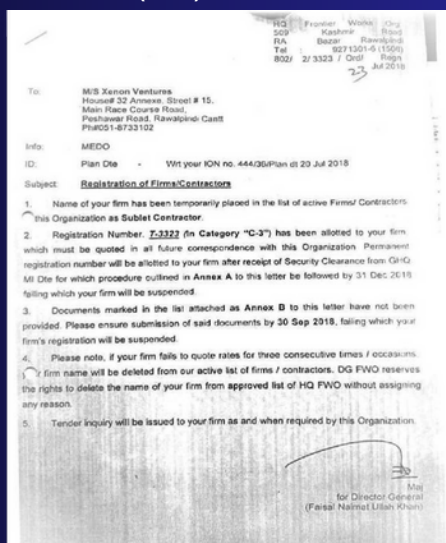 HQ Frontier Works Org
509 Kashmir Road
RA Bazar Rawalpindi
Tel : 9271301-6 (1506)
802/ 2/3323 / Ord/ Regn
23 Jul 2018
To: M/S Xenon Ventures
House# 32 Annexe, Street # 15,
Main Race Course Road,
Peshawar Road, Rawalpindi Cantt
Ph#051-8733102
Info: MEDO
ID: Plan Dte - Wrt your ION no. 444/36/Plan dt 20 Jul 2018
Subject: Registration of Firms/Contractors
1. Name of your firm has been temporarily placed in the list of active Firms/ Contractors
this Organization as Sublet Contractor.
2. Registration Number. T-3323 (In Category "C-3") has been allotted to your firm
which must be quoted in all future correspondence with this Organization Permanent
registration number will be allotted to your firm after receipt of Security Clearance from GHQ
MI Dte for which procedure outlined in Annex A to this letter be followed by 31 Dec 2018
failing which your firm will be suspended.
3. Documents marked in the list attached as Annex B to this letter have not been
provided. Please ensure submission of said documents by 30 Sep 2018, failing which your
firm's registration will be suspended.
4. Please note, if your firm fails to quote rates for three consecutive times / occasions,
r firm name will be deleted from our active list of firms / contractors. DG FWO reserves
the rights to delete the name of your firm from approved list of HQ FWO without assigning
any reason.
5. Tender inquiry will be issued to your firm as and when required by this Organization.
Maj
for Director General
(Faisal Naimat Ullah Khan)